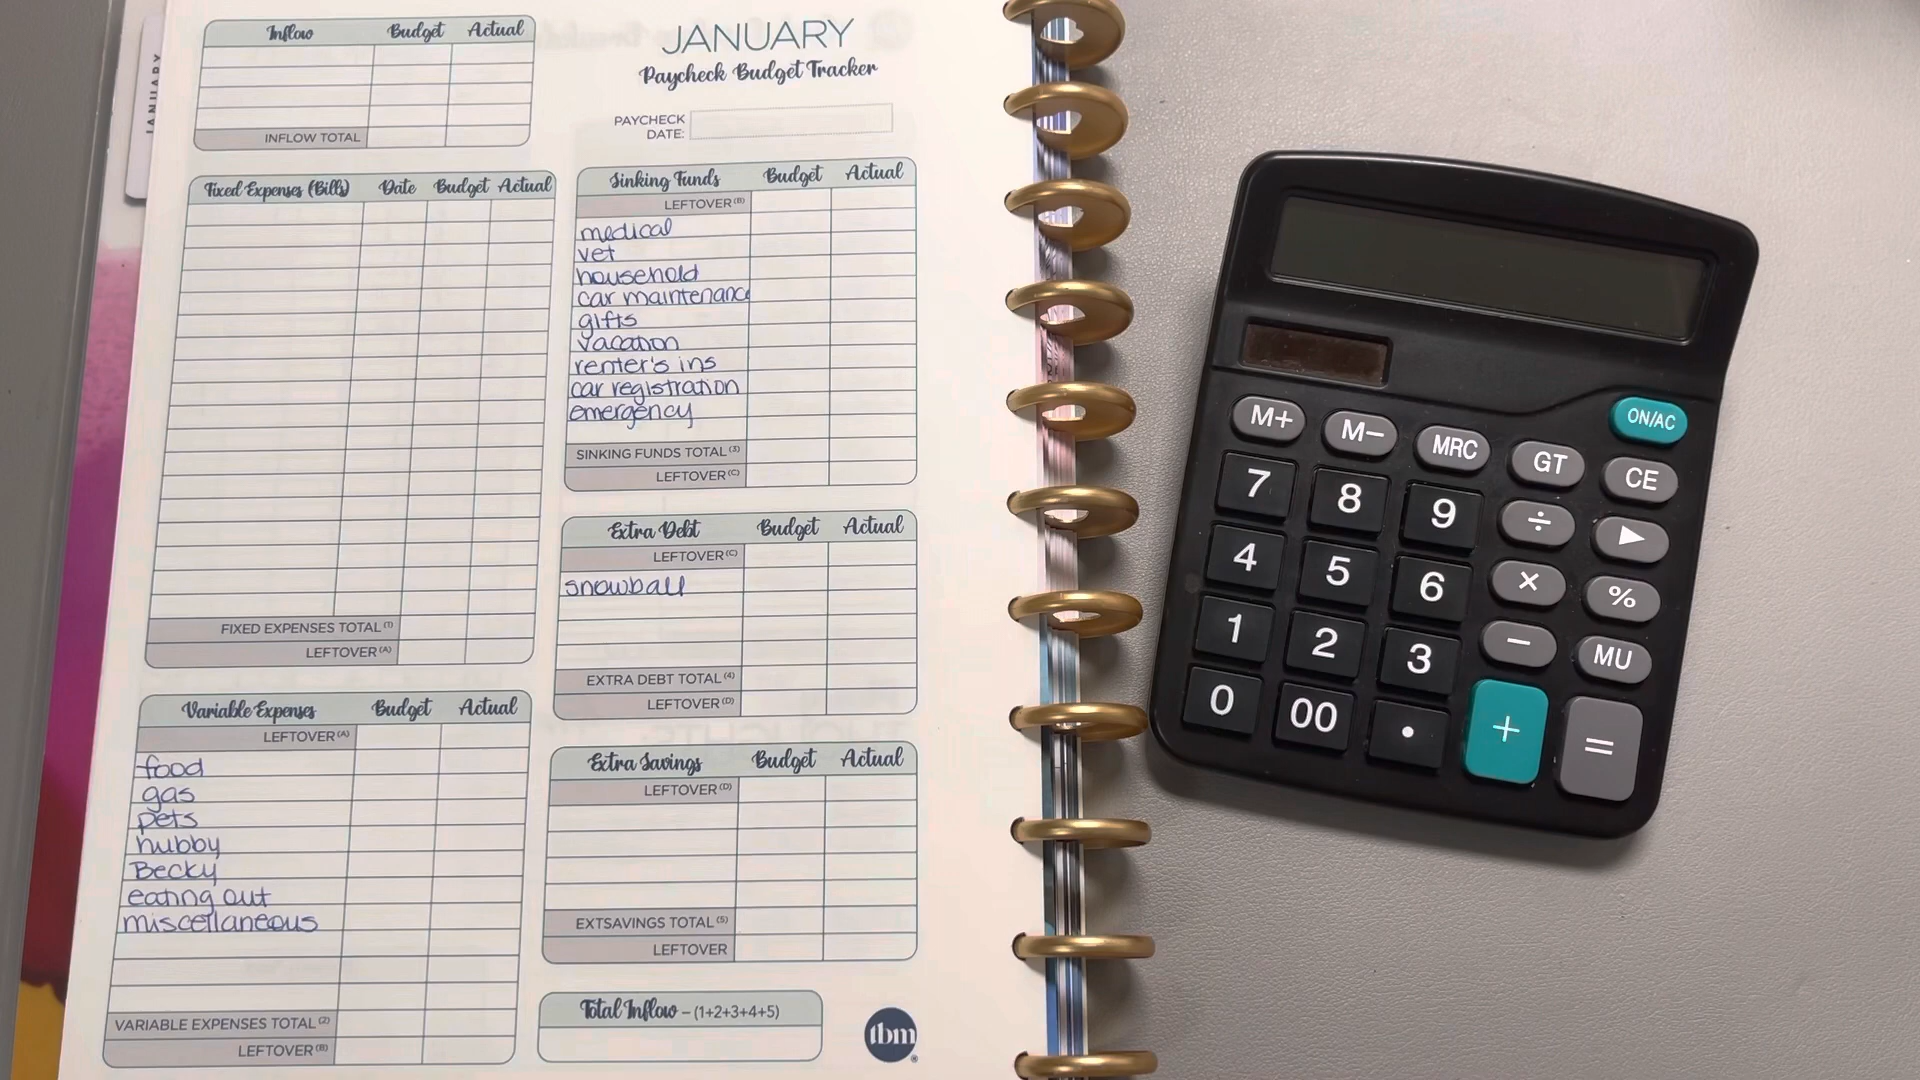 JANUARY
Inflow Budget Actual
INFLOW TOTAL
JANUARY
Paycheck Budget Tracker
PAYCHECK
DATE:
Fixed Expenses (Bills) Date Budget Actual
FIXED EXPENSES TOTAL (1)
LEFTOVER (A)
Variable Expenses Budget Actual
LEFTOVER (A)
food
gas
pets
hubby
Becky
eating out
miscellaneous
VARIABLE EXPENSES TOTAL (2)
LEFTOVER (B)
Sinking Funds Budget Actual
LEFTOVER (B)
medical
vet
household
car maintenance
gifts
vacation
renter's ins
car registration
emergency
SINKING FUNDS TOTAL (3)
LEFTOVER (C)
Extra Debt Budget Actual
LEFTOVER (C)
snowball
EXTRA DEBT TOTAL (4)
LEFTOVER (D)
Extra Savings Budget Actual
LEFTOVER (D)
EXTSAVINGS TOTAL (5)
LEFTOVER
Total Inflow – (1+2+3+4+5)
tbm ®
ON/AC
M+ M− MRC GT CE
7 8 9 ÷ ▶
4 5 6 × %
1 2 3 − MU
0 00 . + =